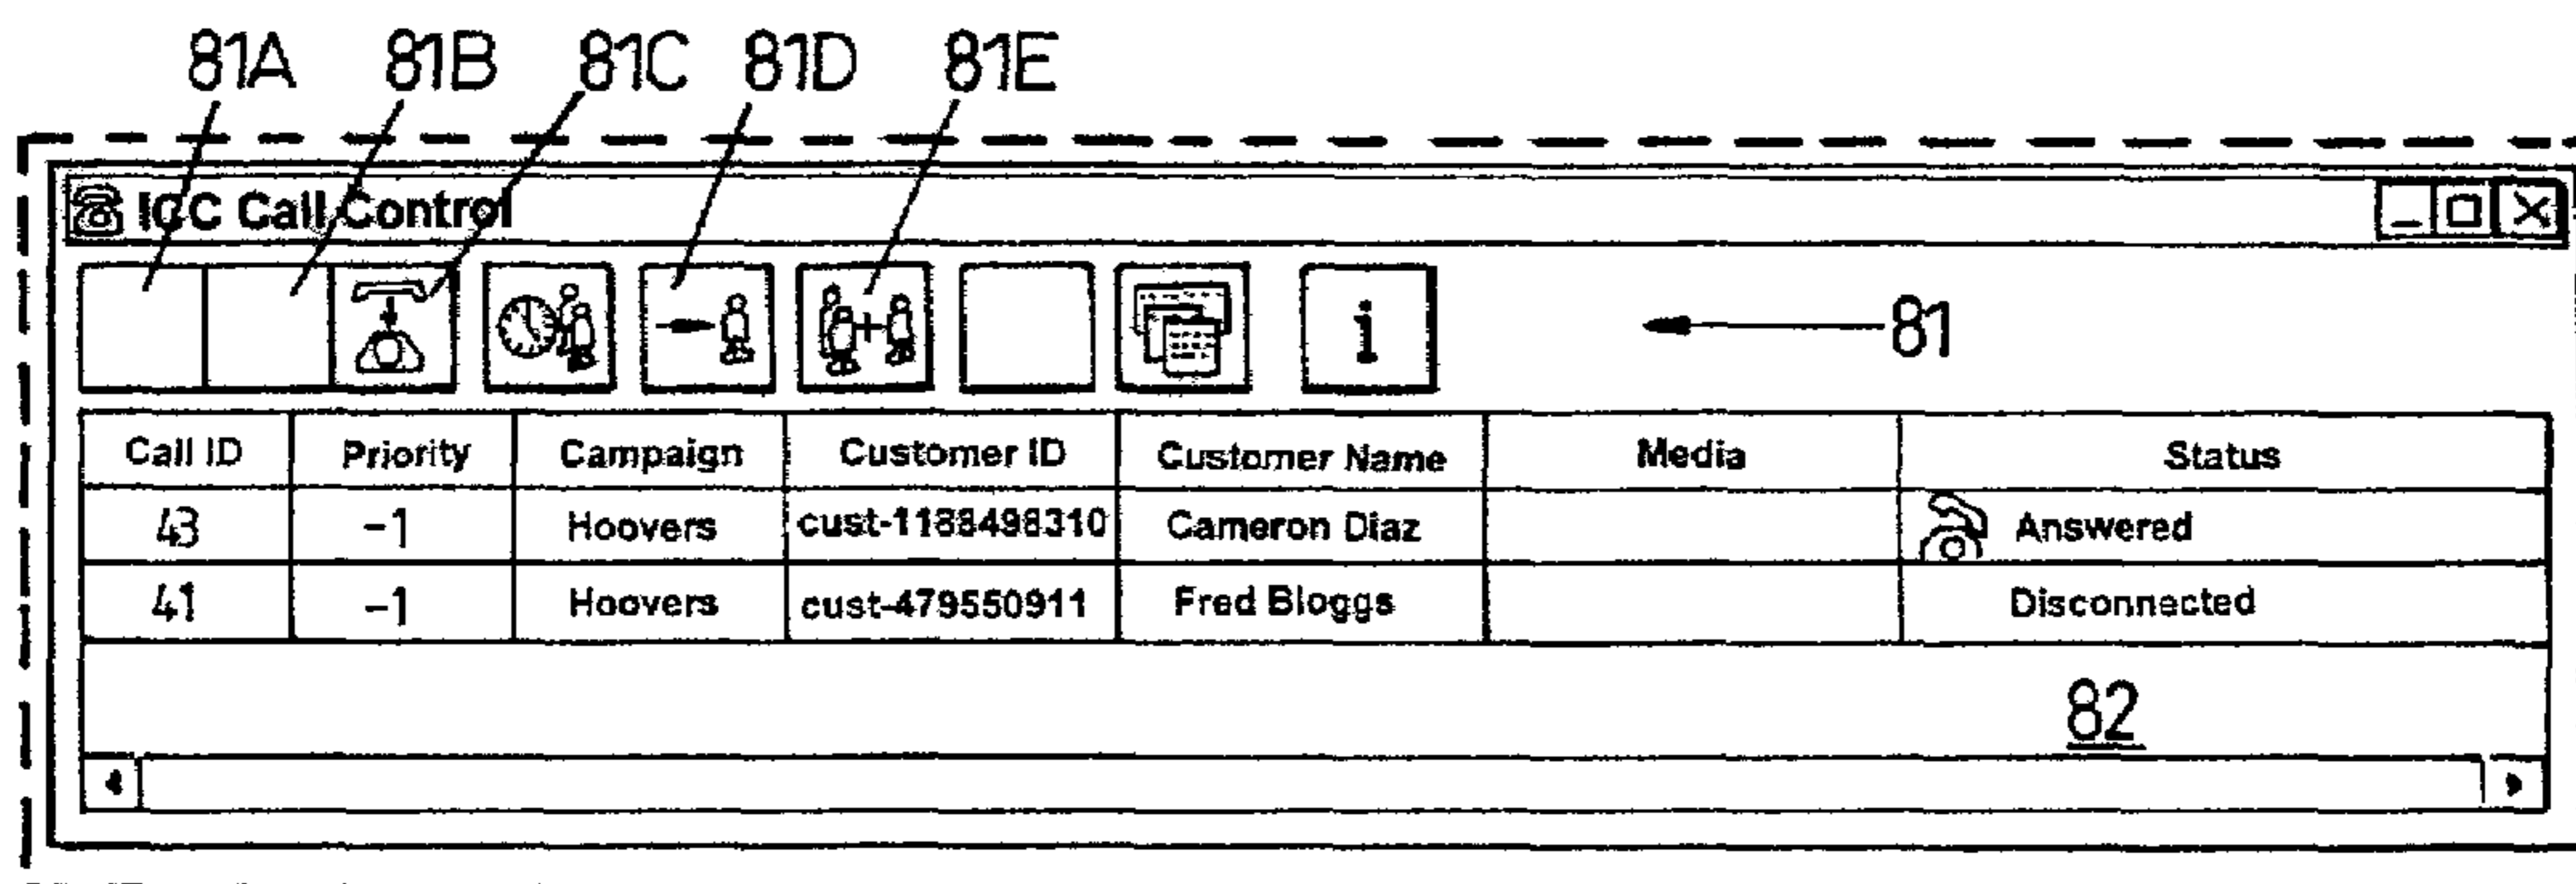 81A 81B 81C 81D 81E
ICC Call Control
i
81
Call ID Priority Campaign Customer ID Customer Name Media Status
43 -1 Hoovers cust-1188498310 Cameron Diaz Answered
41 -1 Hoovers cust-479550911 Fred Bloggs Disconnected
82